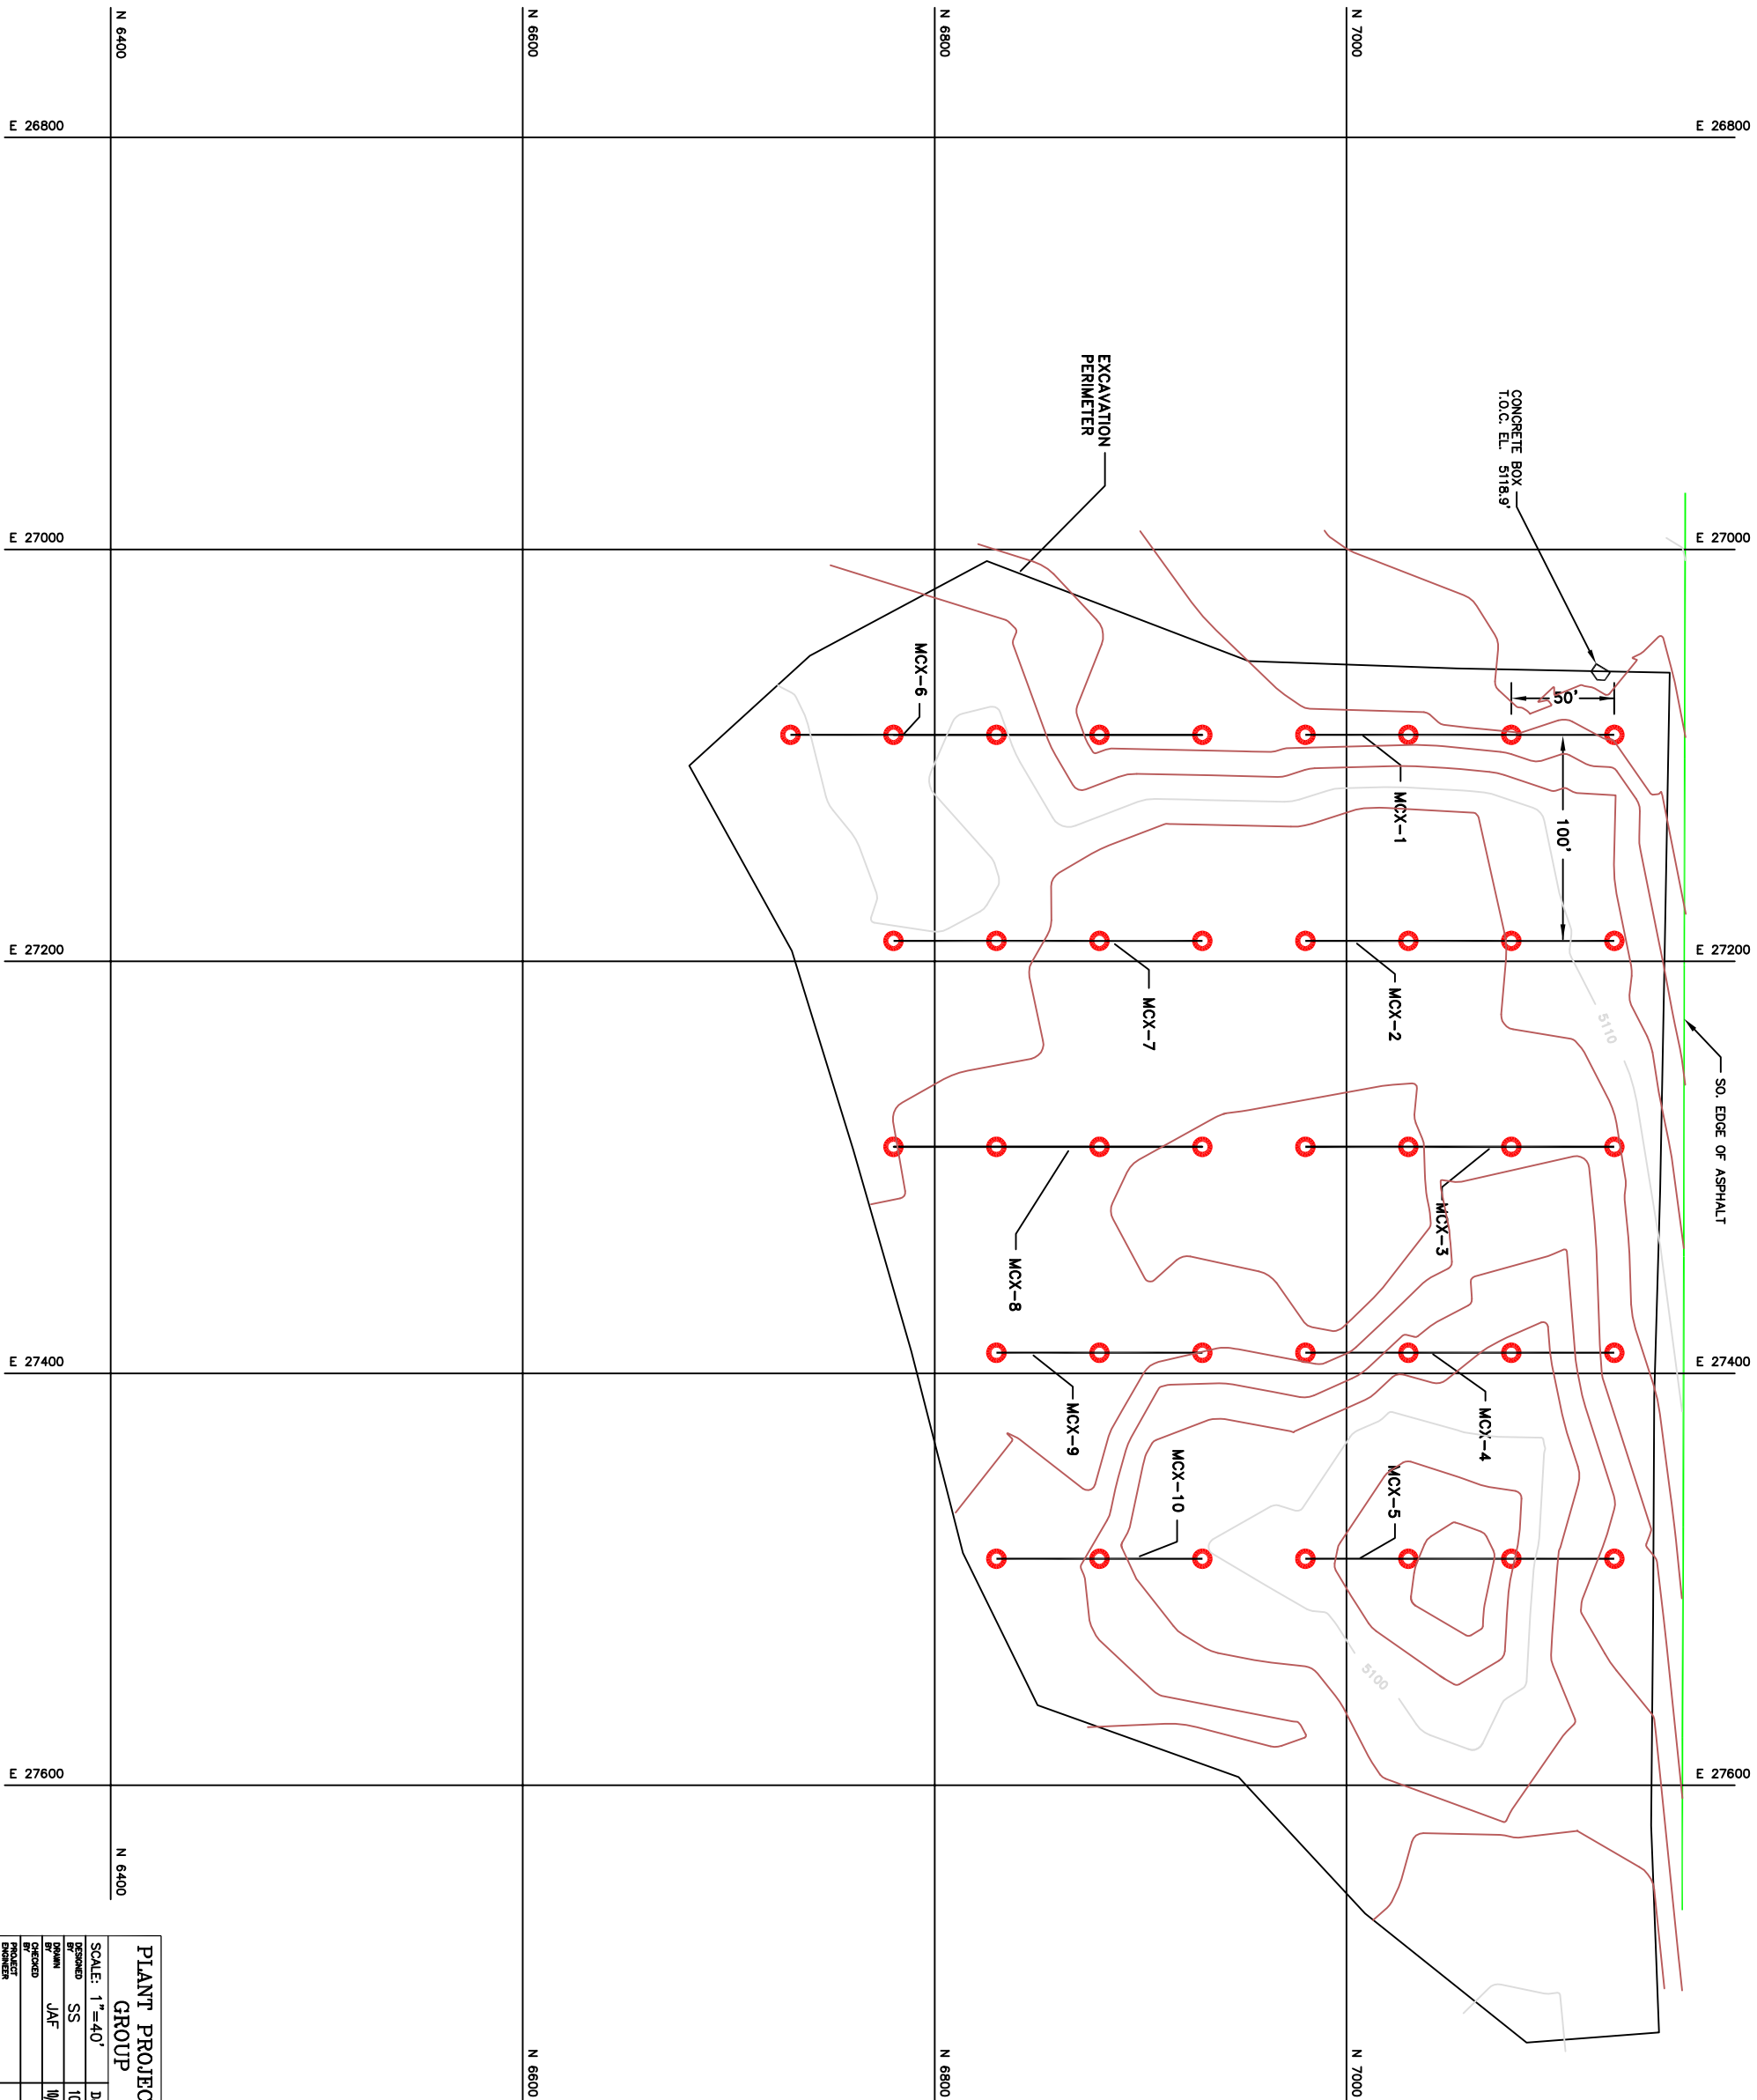 N 6400
N 6600
N 6800
N 7000
E 26800
E 26800
EXCAVATION
PERIMETER
CONCRETE BOX
T.O.C. EL. 5118.9'
E 27000
E 27000
MCX-6
50'
MCX-1
100'
E 27200
E 27200
MCX-7
MCX-2
5110
SO. EDGE OF ASPHALT
MCX-8
MCX-3
E 27400
E 27400
MCX-9
MCX-4
MCX-10
MCX-5
5100
E 27600
E 27600
N 6400
N 6600
N 6800
N 7000
PLANT PROJEC
GROUP
SCALE: 1"=40'
D
DESIGNED
BY
SS
10
DRAWN
BY
JAF
10/
CHECKED
BY
PROJECT
ENGINEER